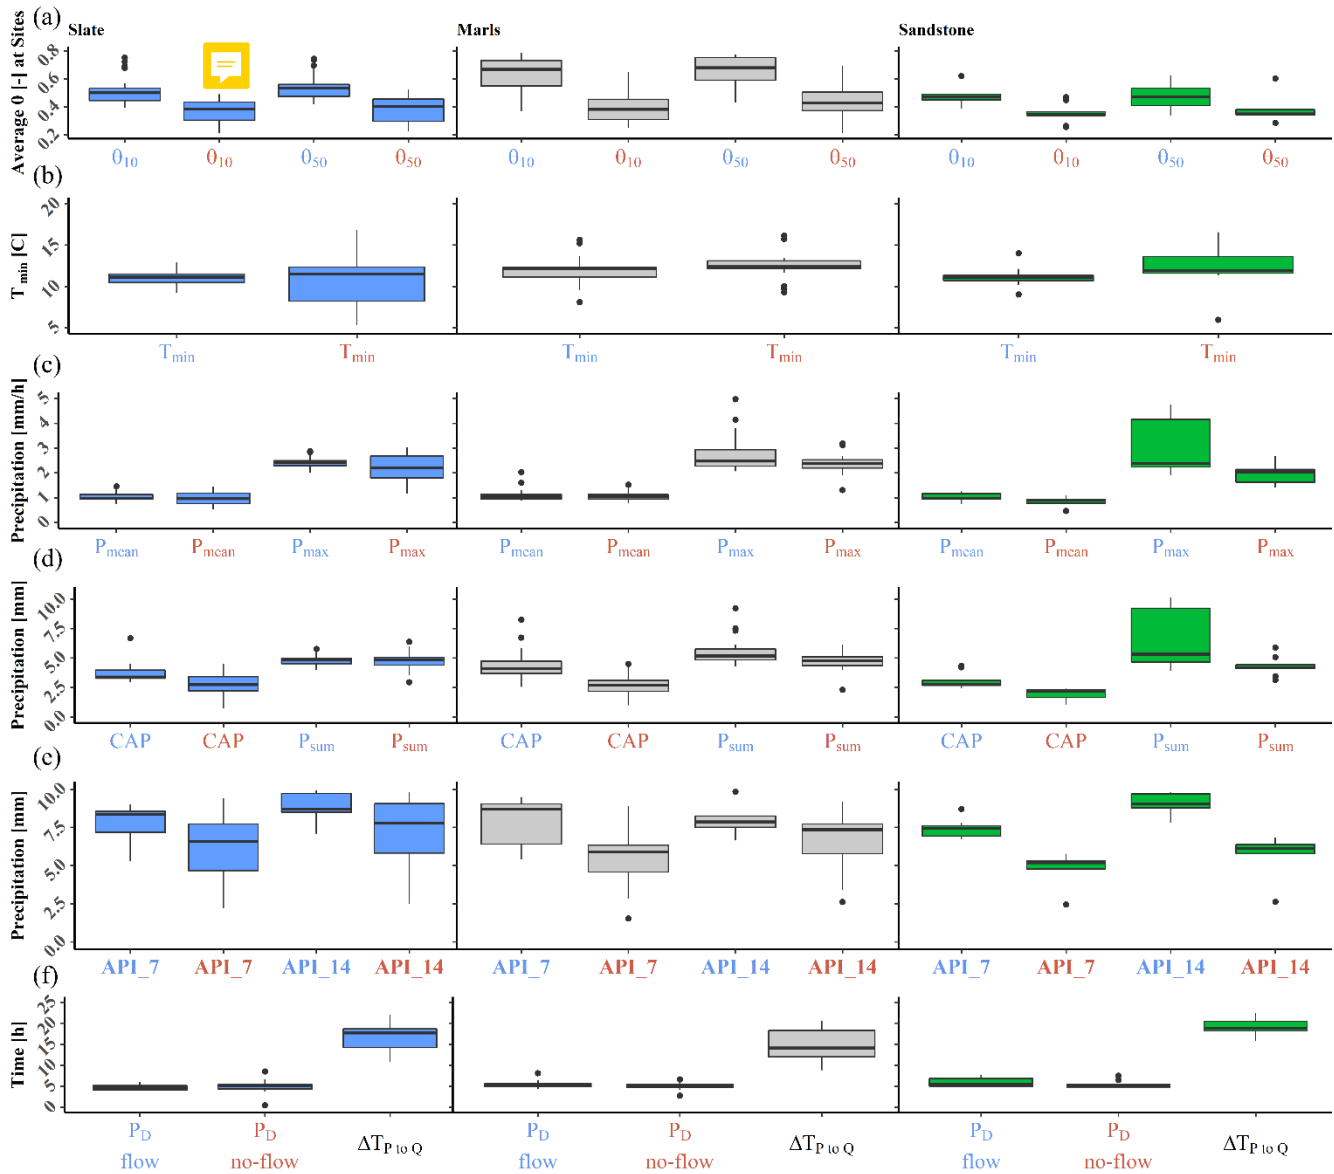 (a)
Slate Marls Sandstone
Average θ [-] at Sites
0.8
0.6
0.4
0.2
θ10 θ10 θ50 θ50 θ10 θ10 θ50 θ50 θ10 θ10 θ50 θ50
(b)
Tmin [C]
20
15
10
5
Tmin Tmin Tmin Tmin Tmin Tmin
(c)
Precipitation [mm/h]
5
4
3
2
1
0
Pmean Pmean Pmax Pmax Pmean Pmean Pmax Pmax Pmean Pmean Pmax Pmax
(d)
Precipitation [mm]
10.0
7.5
5.0
2.5
0.0
CAP CAP Psum Psum CAP CAP Psum Psum CAP CAP Psum Psum
(e)
Precipitation [mm]
10.0
7.5
5.0
2.5
0.0
API_7 API_7 API_14 API_14 API_7 API_7 API_14 API_14 API_7 API_7 API_14 API_14
(f)
Time [h]
25
20
15
10
5
0
PD PD ΔTP to Q PD PD ΔTP to Q PD PD ΔTP to Q
flow no-flow flow no-flow flow no-flow